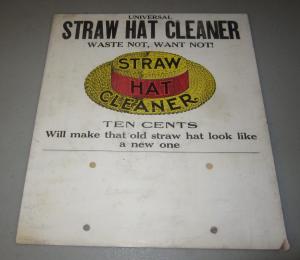 UNIVERSAL
STRAW HAT CLEANER
WASTE NOT, WANT NOT!
STRAW
HAT
CLEANER
TEN CENTS
Will make that old straw hat look like
a new one